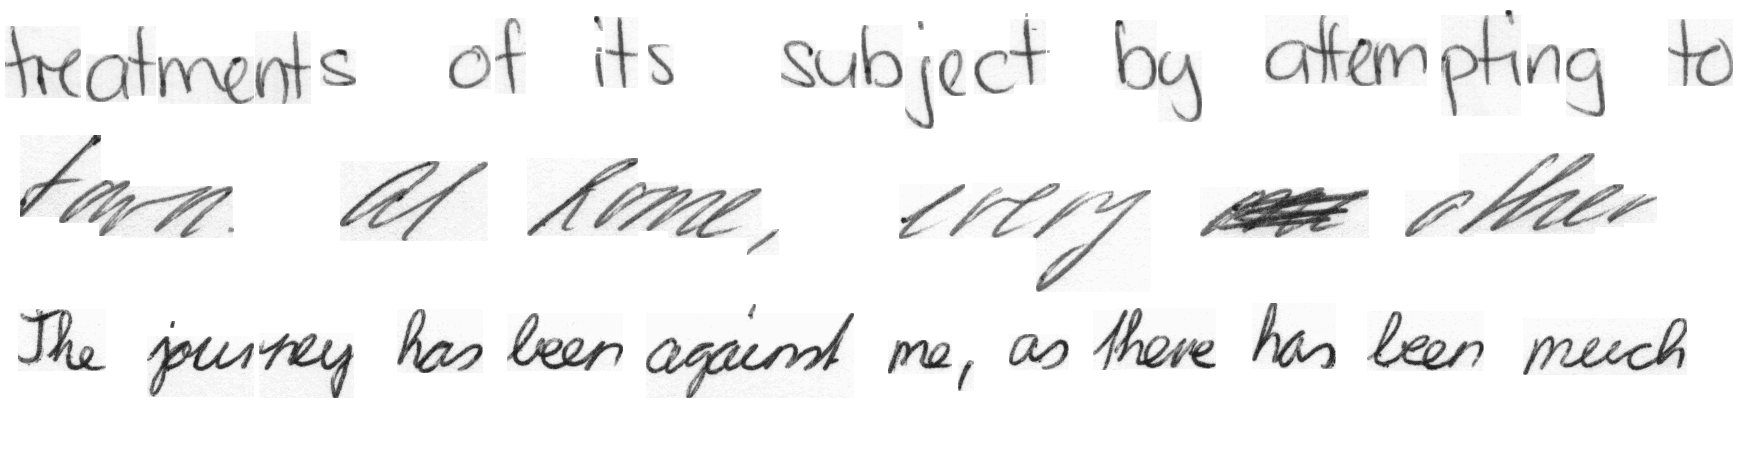 treatments of its subject by attempting to
town. At home, every other
The journey has been against me, as there has been much